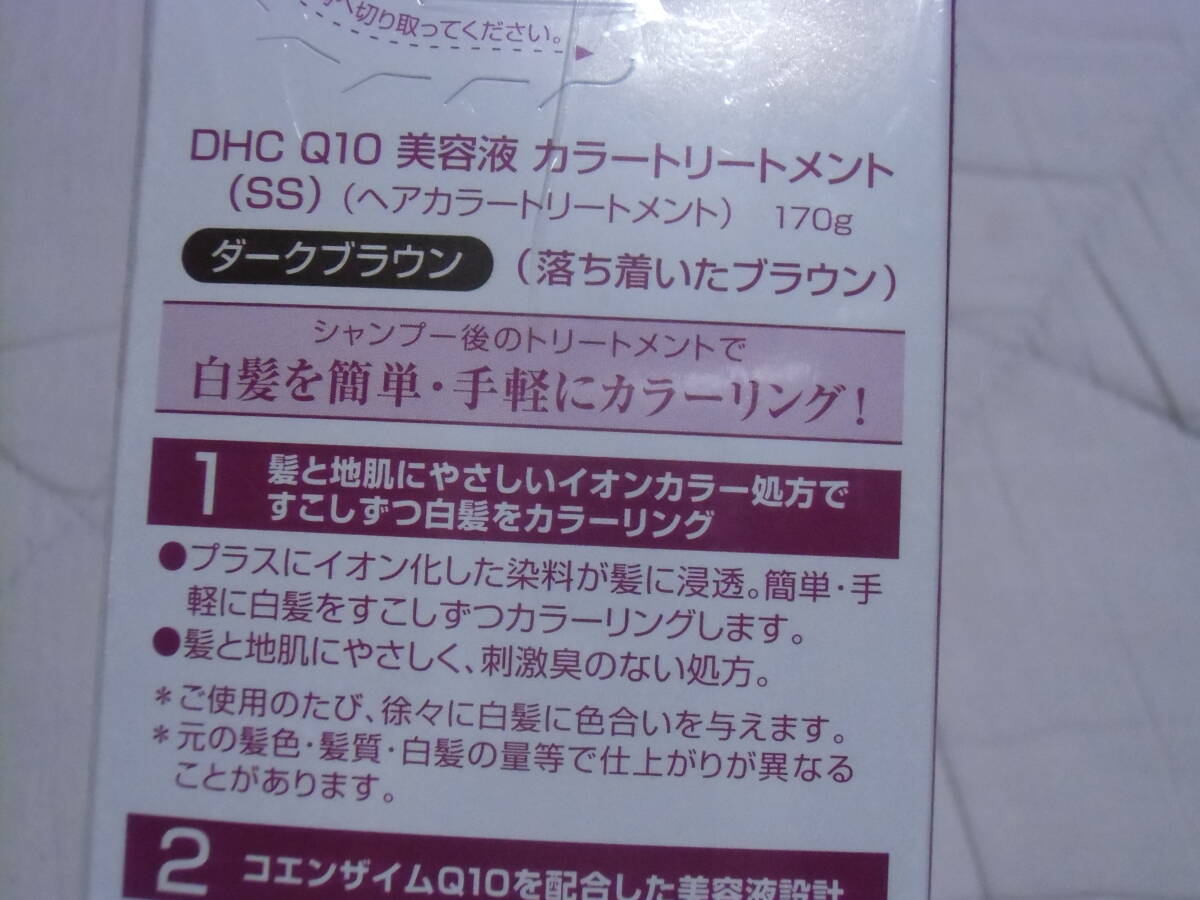 へ切り取ってください。
DHC Q10 美容液 カラートリートメント
(SS) (ヘアカラートリートメント) 170g
ダークブラウン (落ち着いたブラウン)
シャンプー後のトリートメントで
白髪を簡単・手軽にカラーリング!
1 髪と地肌にやさしいイオンカラー処方で
すこしずつ白髪をカラーリング
●プラスにイオン化した染料が髪に浸透。簡単・手
軽に白髪をすこしずつカラーリングします。
●髪と地肌にやさしく、刺激臭のない処方。
*ご使用のたび、徐々に白髪に色合いを与えます。
*元の髪色・髪質・白髪の量等で仕上がりが異なる
ことがあります。
2 コエンザイムQ10を配合した美容液設計